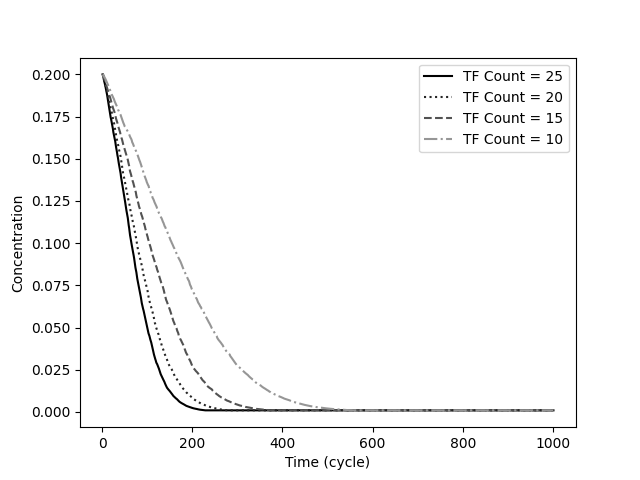 TF Count = 25
TF Count = 20
TF Count = 15
TF Count = 10
Concentration
0.200
0.175
0.150
0.125
0.100
0.075
0.050
0.025
0.000
0 200 400 600 800 1000
Time (cycle)